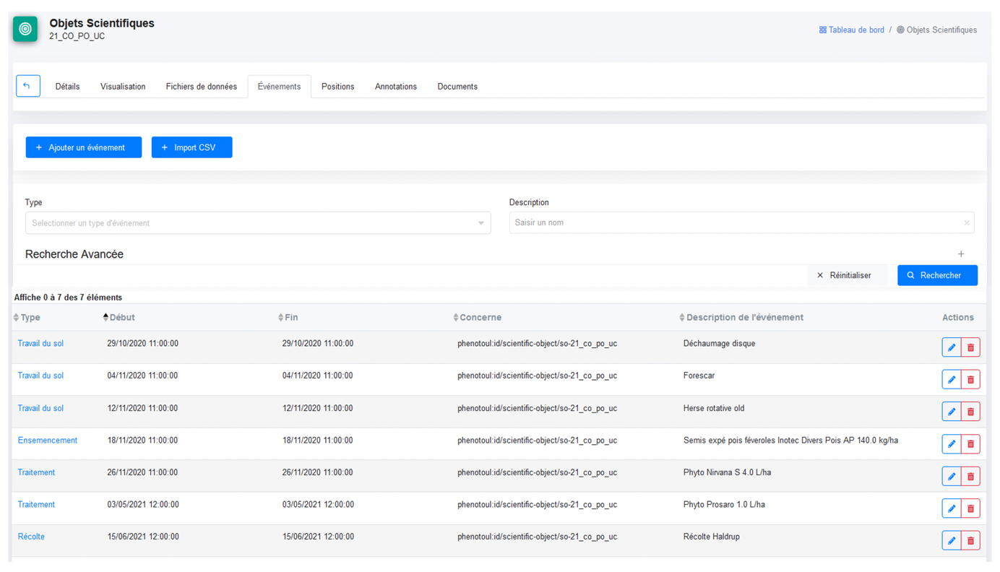 Objets Scientifiques
21_CO_PO_UC
Tableau de bord / Objets Scientifiques
Détails Visualisation Fichiers de données Événements Positions Annotations Documents
+ Ajouter un événement + Import CSV
Type Description
Selectionner un type d'événement Saisir un nom ×
Recherche Avancée +
× Réinitialiser Rechercher
Affiche 0 à 7 des 7 éléments
Type Début Fin Concerne Description de l'événement Actions
Travail du sol 29/10/2020 11:00:00 29/10/2020 11:00:00 phenotoul:id/scientific-object/so-21_co_po_uc Déchaumage disque
Travail du sol 04/11/2020 11:00:00 04/11/2020 11:00:00 phenotoul:id/scientific-object/so-21_co_po_uc Forescar
Travail du sol 12/11/2020 11:00:00 12/11/2020 11:00:00 phenotoul:id/scientific-object/so-21_co_po_uc Herse rotative old
Ensemencement 18/11/2020 11:00:00 18/11/2020 11:00:00 phenotoul:id/scientific-object/so-21_co_po_uc Semis expé pois féveroles Inotec Divers Pois AP 140.0 kg/ha
Traitement 26/11/2020 11:00:00 26/11/2020 11:00:00 phenotoul:id/scientific-object/so-21_co_po_uc Phyto Nirvana S 4.0 L/ha
Traitement 03/05/2021 12:00:00 03/05/2021 12:00:00 phenotoul:id/scientific-object/so-21_co_po_uc Phyto Prosaro 1.0 L/ha
Récolte 15/06/2021 12:00:00 15/06/2021 12:00:00 phenotoul:id/scientific-object/so-21_co_po_uc Récolte Haldrup